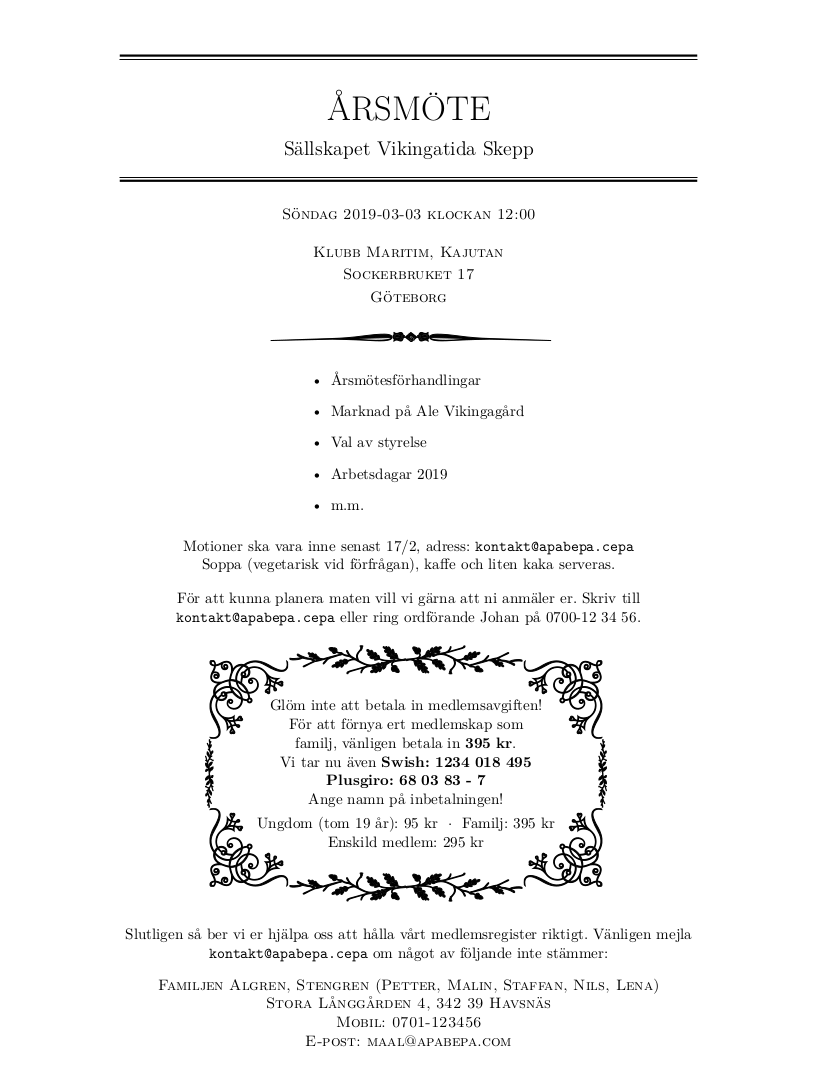 ÅRSMÖTE
Sällskapet Vikingatida Skepp
Söndag 2019-03-03 klockan 12:00
Klubb Maritim, Kajutan
Sockerbruket 17
Göteborg
• Årsmötesförhandlingar
• Marknad på Ale Vikingagård
• Val av styrelse
• Arbetsdagar 2019
• m.m.
Motioner ska vara inne senast 17/2, adress: kontakt@apabepa.cepa
Soppa (vegetarisk vid förfrågan), kaffe och liten kaka serveras.
För att kunna planera maten vill vi gärna att ni anmäler er. Skriv till
kontakt@apabepa.cepa eller ring ordförande Johan på 0700-12 34 56.
Glöm inte att betala in medlemsavgiften!
För att förnya ert medlemskap som
familj, vänligen betala in 395 kr.
Vi tar nu även Swish: 1234 018 495
Plusgiro: 68 03 83 - 7
Ange namn på inbetalningen!
Ungdom (tom 19 år): 95 kr · Familj: 395 kr
Enskild medlem: 295 kr
Slutligen så ber vi er hjälpa oss att hålla vårt medlemsregister riktigt. Vänligen mejla
kontakt@apabepa.cepa om något av följande inte stämmer:
Familjen Algren, Stengren (Petter, Malin, Staffan, Nils, Lena)
Stora Långgården 4, 342 39 Havsnäs
Mobil: 0701-123456
E-post: maal@apabepa.com